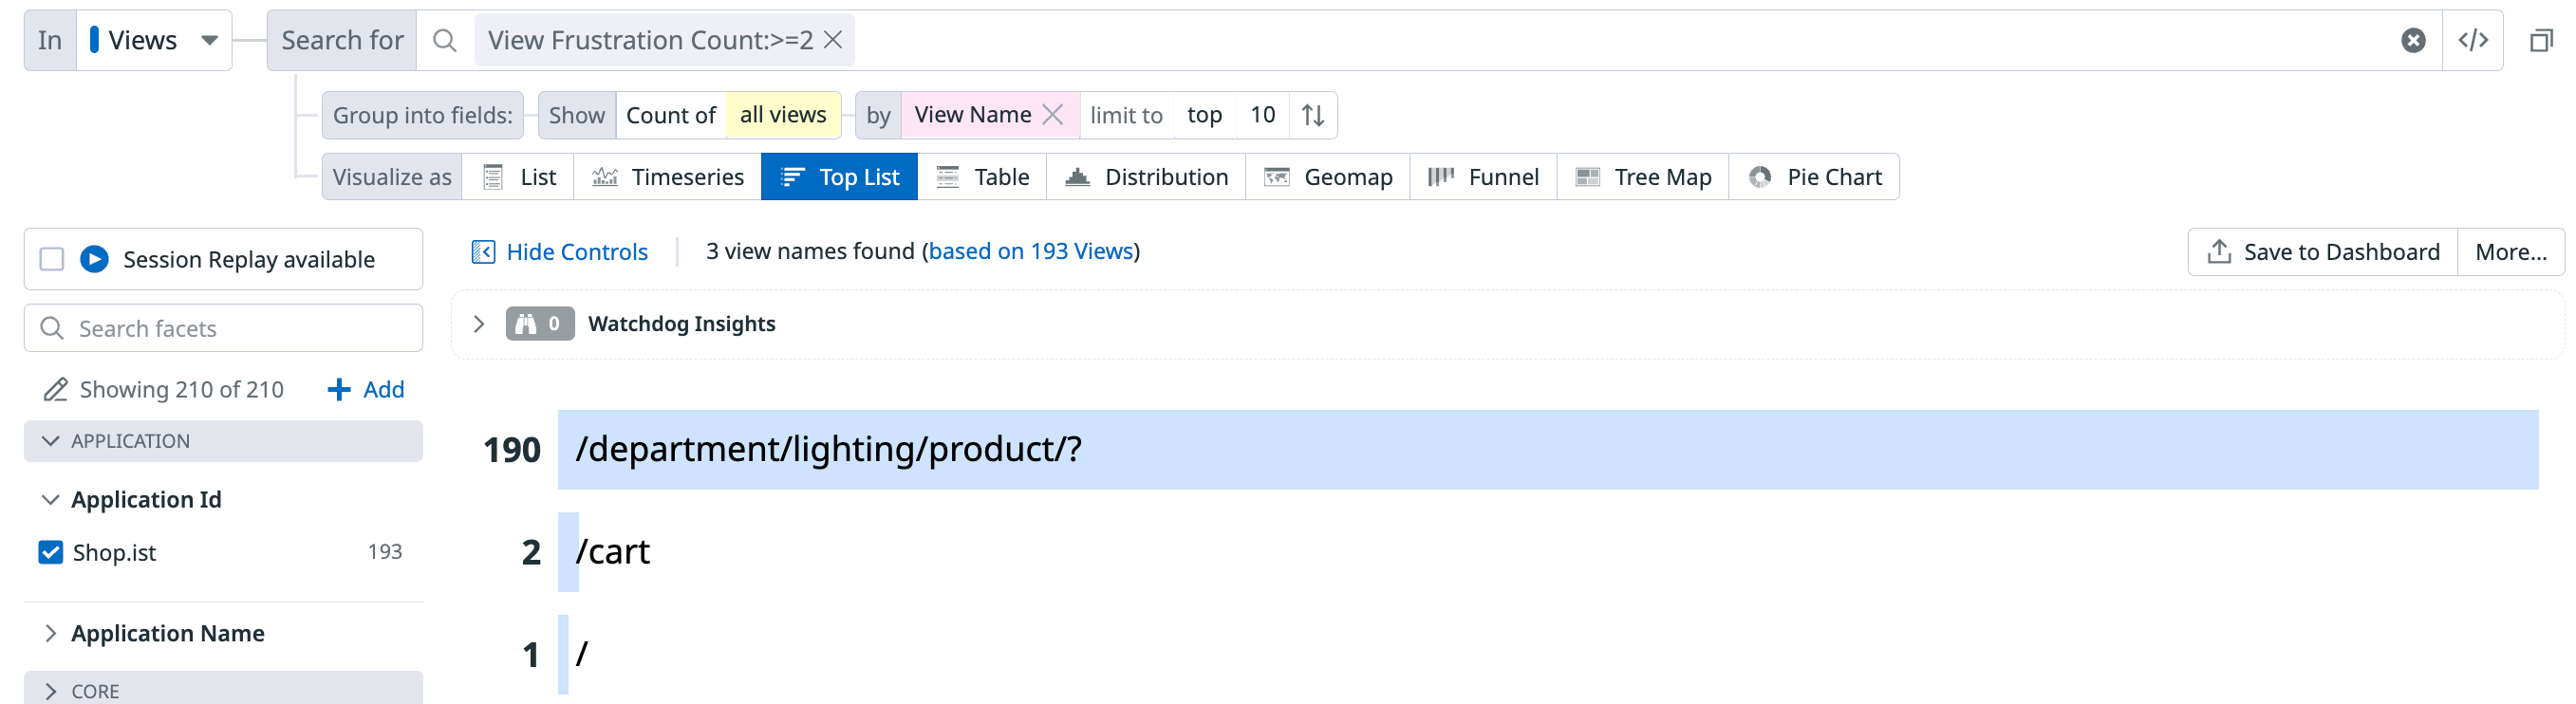 In Views Search for View Frustration Count:>=2
Group into fields: Show Count of all views by View Name limit to top 10
Visualize as List Timeseries Top List Table Distribution Geomap Funnel Tree Map Pie Chart
Session Replay available
Hide Controls 3 view names found (based on 193 Views) Save to Dashboard More...
Search facets
0 Watchdog Insights
Showing 210 of 210 Add
APPLICATION
Application Id
Shop.ist 193
Application Name
CORE
190 /department/lighting/product/?
2 /cart
1 /